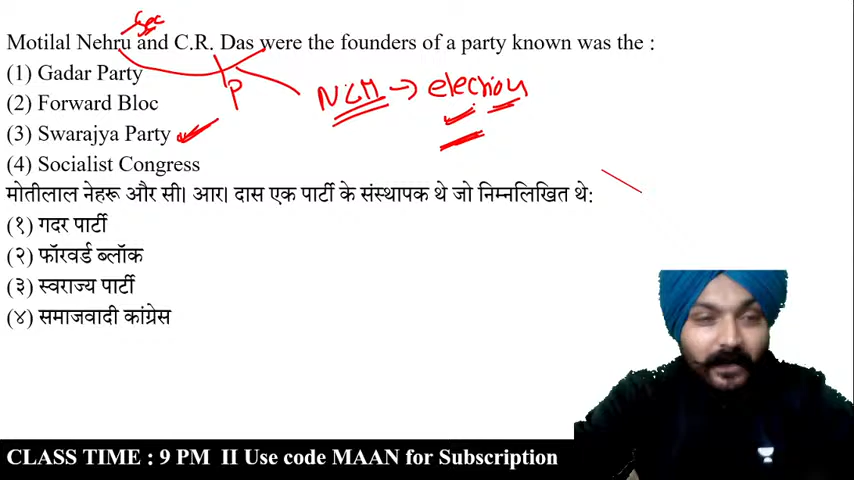 Sec
Motilal Nehru and C.R. Das were the founders of a party known was the :
(1) Gadar Party
P
NCM → election
(2) Forward Bloc
(3) Swarajya Party
(4) Socialist Congress
मोतीलाल नेहरू और सी। आर। दास एक पार्टी के संस्थापक थे जो निम्नलिखित थे:
(१) गदर पार्टी
(२) फॉरवर्ड ब्लॉक
(३) स्वराज्य पार्टी
(४) समाजवादी कांग्रेस
CLASS TIME : 9 PM II Use code MAAN for Subscription